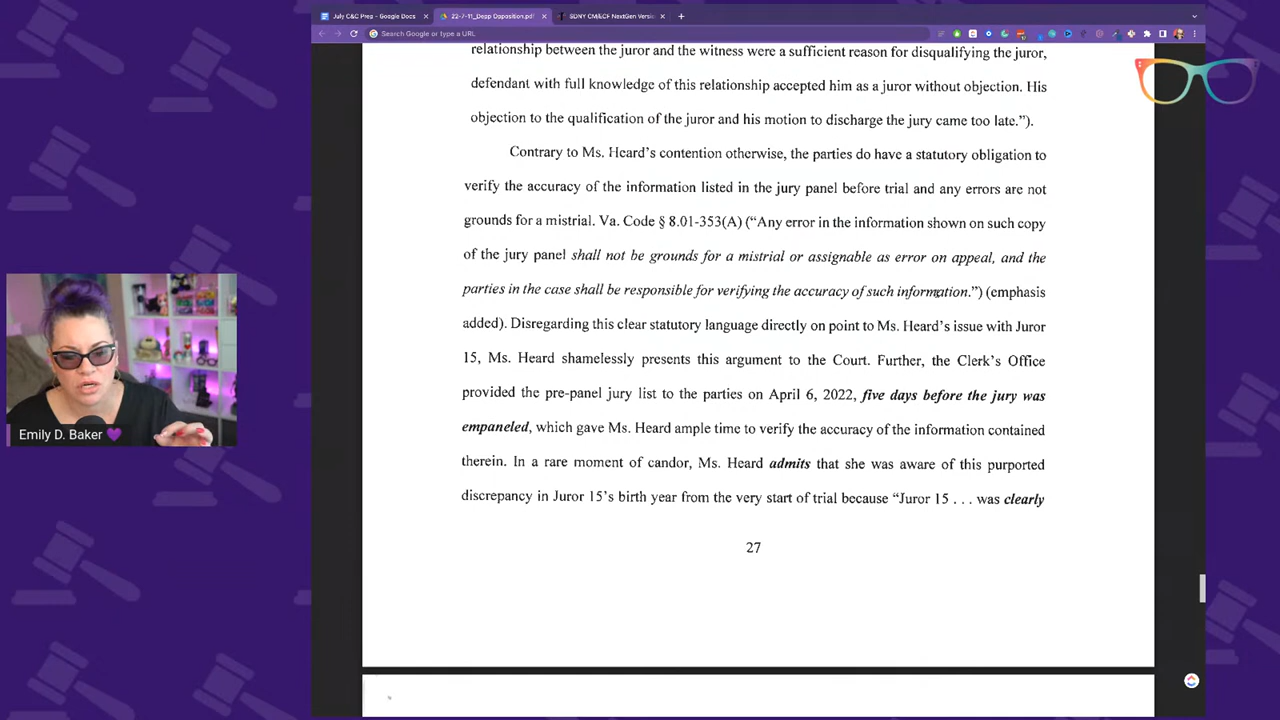 July C&C Prep - Google Docs
22-7-11_Depp Opposition.pdf
SDNY CM/ECF NextGen Versio
Search Google or type a URL
relationship between the juror and the witness were a sufficient reason for disqualifying the juror,
defendant with full knowledge of this relationship accepted him as a juror without objection. His
objection to the qualification of the juror and his motion to discharge the jury came too late.”).
Contrary to Ms. Heard’s contention otherwise, the parties do have a statutory obligation to
verify the accuracy of the information listed in the jury panel before trial and any errors are not
grounds for a mistrial. Va. Code § 8.01-353(A) (“Any error in the information shown on such copy
of the jury panel shall not be grounds for a mistrial or assignable as error on appeal, and the
parties in the case shall be responsible for verifying the accuracy of such information.”) (emphasis
added). Disregarding this clear statutory language directly on point to Ms. Heard’s issue with Juror
15, Ms. Heard shamelessly presents this argument to the Court. Further, the Clerk’s Office
provided the pre-panel jury list to the parties on April 6, 2022, five days before the jury was
empaneled, which gave Ms. Heard ample time to verify the accuracy of the information contained
therein. In a rare moment of candor, Ms. Heard admits that she was aware of this purported
discrepancy in Juror 15’s birth year from the very start of trial because “Juror 15 . . . was clearly
27
Emily D. Baker 💜